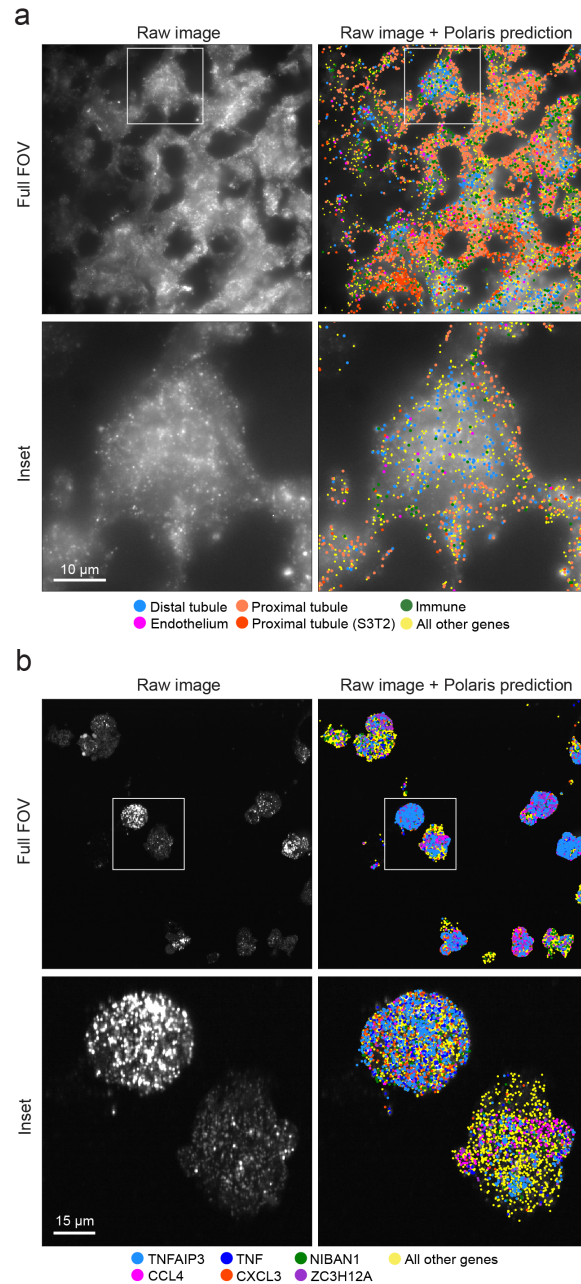 a
Raw image
Raw image + Polaris prediction
Full FOV
Inset
10 µm
Distal tubule
Proximal tubule
Immune
Endothelium
Proximal tubule (S3T2)
All other genes
b
Raw image
Raw image + Polaris prediction
Full FOV
Inset
15 µm
TNFAIP3
TNF
NIBAN1
All other genes
CCL4
CXCL3
ZC3H12A